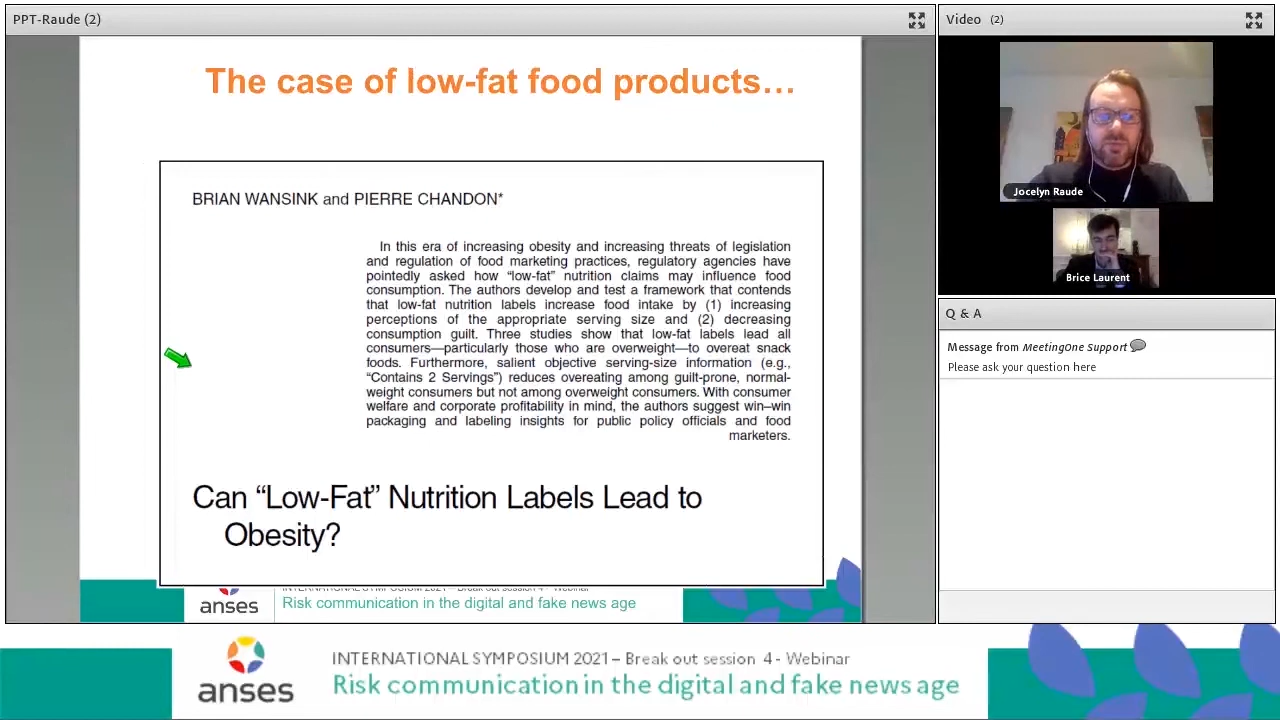 PPT-Raude (2)
The case of low-fat food products…
BRIAN WANSINK and PIERRE CHANDON*
In this era of increasing obesity and increasing threats of legislation
and regulation of food marketing practices, regulatory agencies have
pointedly asked how “low-fat” nutrition claims may influence food
consumption. The authors develop and test a framework that contends
that low-fat nutrition labels increase food intake by (1) increasing
perceptions of the appropriate serving size and (2) decreasing
consumption guilt. Three studies show that low-fat labels lead all
consumers—particularly those who are overweight—to overeat snack
foods. Furthermore, salient objective serving-size information (e.g.,
“Contains 2 Servings”) reduces overeating among guilt-prone, normal-
weight consumers but not among overweight consumers. With consumer
welfare and corporate profitability in mind, the authors suggest win–win
packaging and labeling insights for public policy officials and food
marketers.
Can “Low-Fat” Nutrition Labels Lead to
Obesity?
anses
INTERNATIONAL SYMPOSIUM 2021 – Break out session 4 - Webinar
Risk communication in the digital and fake news age
Video (2)
Jocelyn Raude
Brice Laurent
Q & A
Message from MeetingOne Support
Please ask your question here
anses
INTERNATIONAL SYMPOSIUM 2021 – Break out session 4 - Webinar
Risk communication in the digital and fake news age